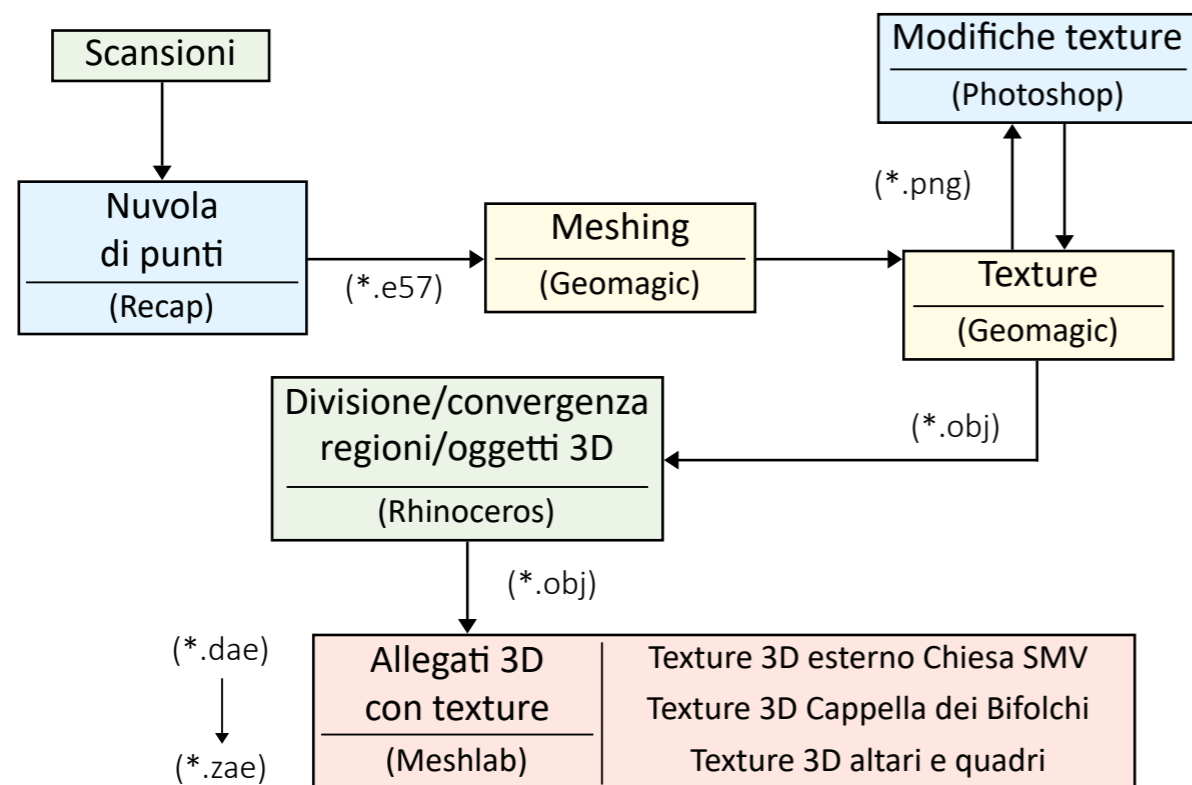 Scansioni
Modifiche texture
(Photoshop)
(*.png)
Nuvola
di punti
(Recap)
(*.e57)
Meshing
(Geomagic)
Texture
(Geomagic)
(*.obj)
Divisione/convergenza
regioni/oggetti 3D
(Rhinoceros)
(*.obj)
(*.dae)
(*.zae)
Allegati 3D
con texture
(Meshlab)
Texture 3D esterno Chiesa SMV
Texture 3D Cappella dei Bifolchi
Texture 3D altari e quadri